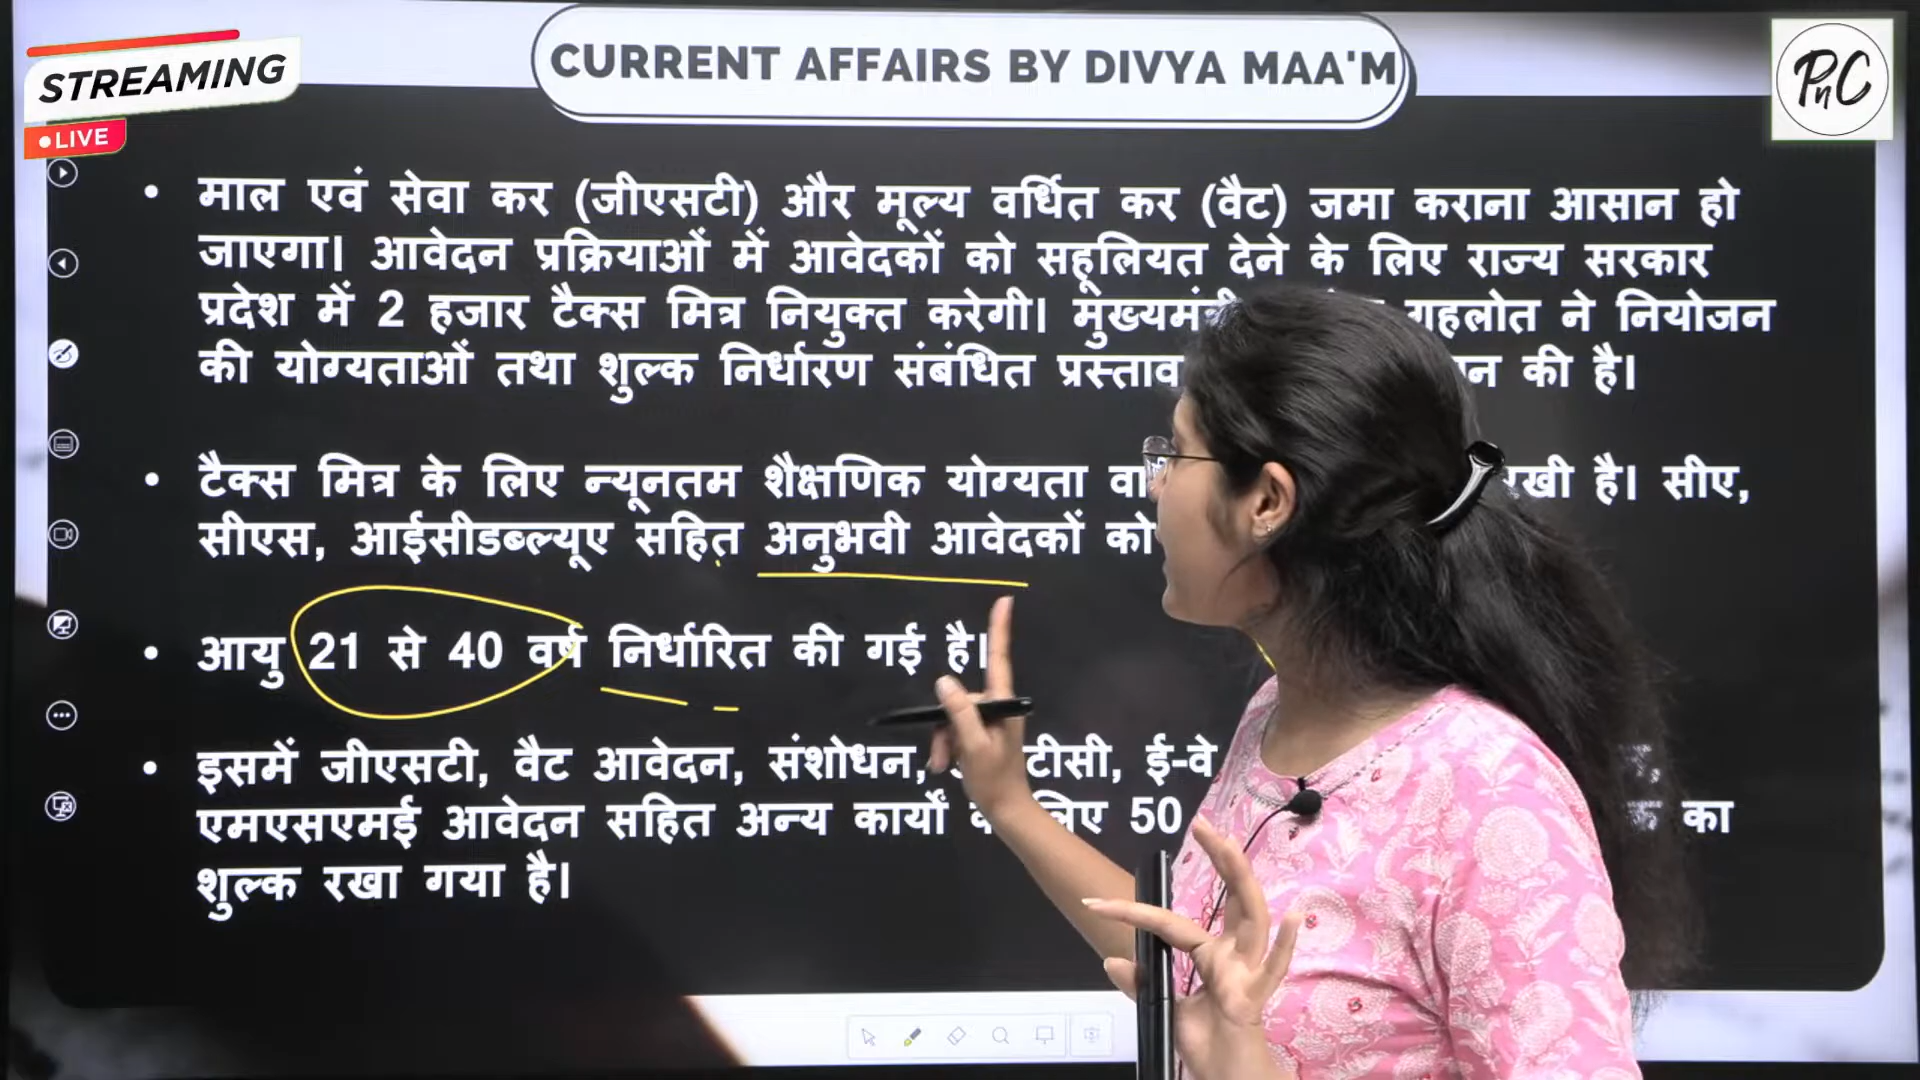 STREAMING
LIVE
CURRENT AFFAIRS BY DIVYA MAA'M
PnC
• माल एवं सेवा कर (जीएसटी) और मूल्य वर्धित कर (वैट) जमा कराना आसान हो
जाएगा। आवेदन प्रक्रियाओं में आवेदकों को सहूलियत देने के लिए राज्य सरकार
प्रदेश में 2 हजार टैक्स मित्र नियुक्त करेगी। गहलोत ने नियोजन
की योग्यताओं तथा शुल्क निर्धारण संबंधित प्रस्ताव की है।
• टैक्स मित्र के लिए न्यूनतम शैक्षणिक योग्यता है। सीए,
सीएस, आईसीडब्ल्यूए सहित अनुभवी आवेदकों को
• आयु 21 से 40 वर्ष निर्धारित की गई है।
• इसमें जीएसटी, वैट आवेदन, संशोधन,
एमएसएमई आवेदन सहित अन्य कार्यों 50 का
शुल्क रखा गया है।